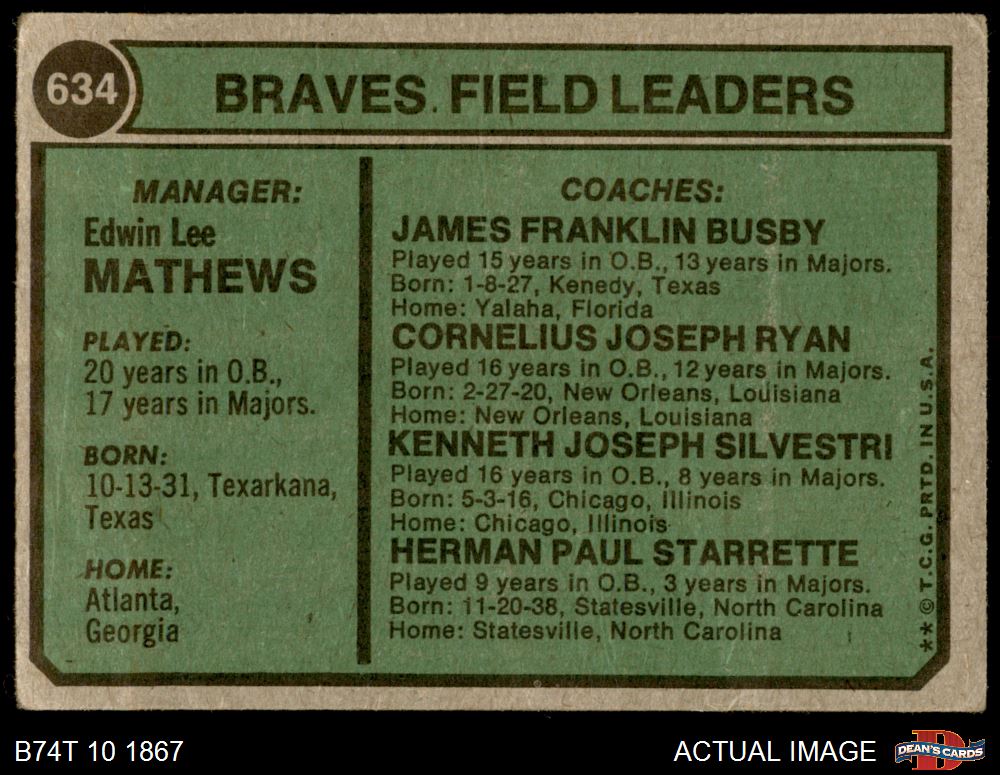 634
BRAVES FIELD LEADERS
MANAGER:
Edwin Lee
MATHEWS
PLAYED:
20 years in O.B.,
17 years in Majors.
BORN:
10-13-31, Texarkana,
Texas
HOME:
Atlanta,
Georgia
COACHES:
JAMES FRANKLIN BUSBY
Played 15 years in O.B., 13 years in Majors.
Born: 1-8-27, Kenedy, Texas
Home: Yalaha, Florida
CORNELIUS JOSEPH RYAN
Played 16 years in O.B., 12 years in Majors.
Born: 2-27-20, New Orleans, Louisiana
Home: New Orleans, Louisiana
KENNETH JOSEPH SILVESTRI
Played 16 years in O.B., 8 years in Majors.
Born: 5-3-16, Chicago, Illinois
Home: Chicago, Illinois
HERMAN PAUL STARRETTE
Played 9 years in O.B., 3 years in Majors.
Born: 11-20-38, Statesville, North Carolina
Home: Statesville, North Carolina
** © T.C.G. PRTD. IN U.S.A.
B74T 10 1867
ACTUAL IMAGE
D
DEAN'S CARDS